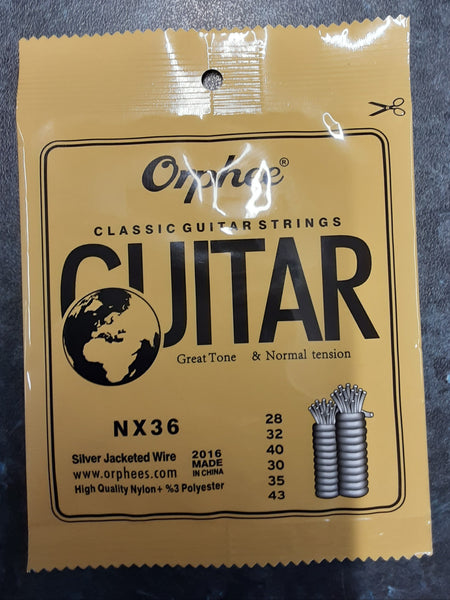 Orphee®
CLASSIC GUITAR STRINGS
GUITAR
Great Tone & Normal tension
NX36
Silver Jacketed Wire
www.orphees.com
High Quality Nylon+ %3 Polyester
2016
MADE
IN CHINA
28
32
40
30
35
43